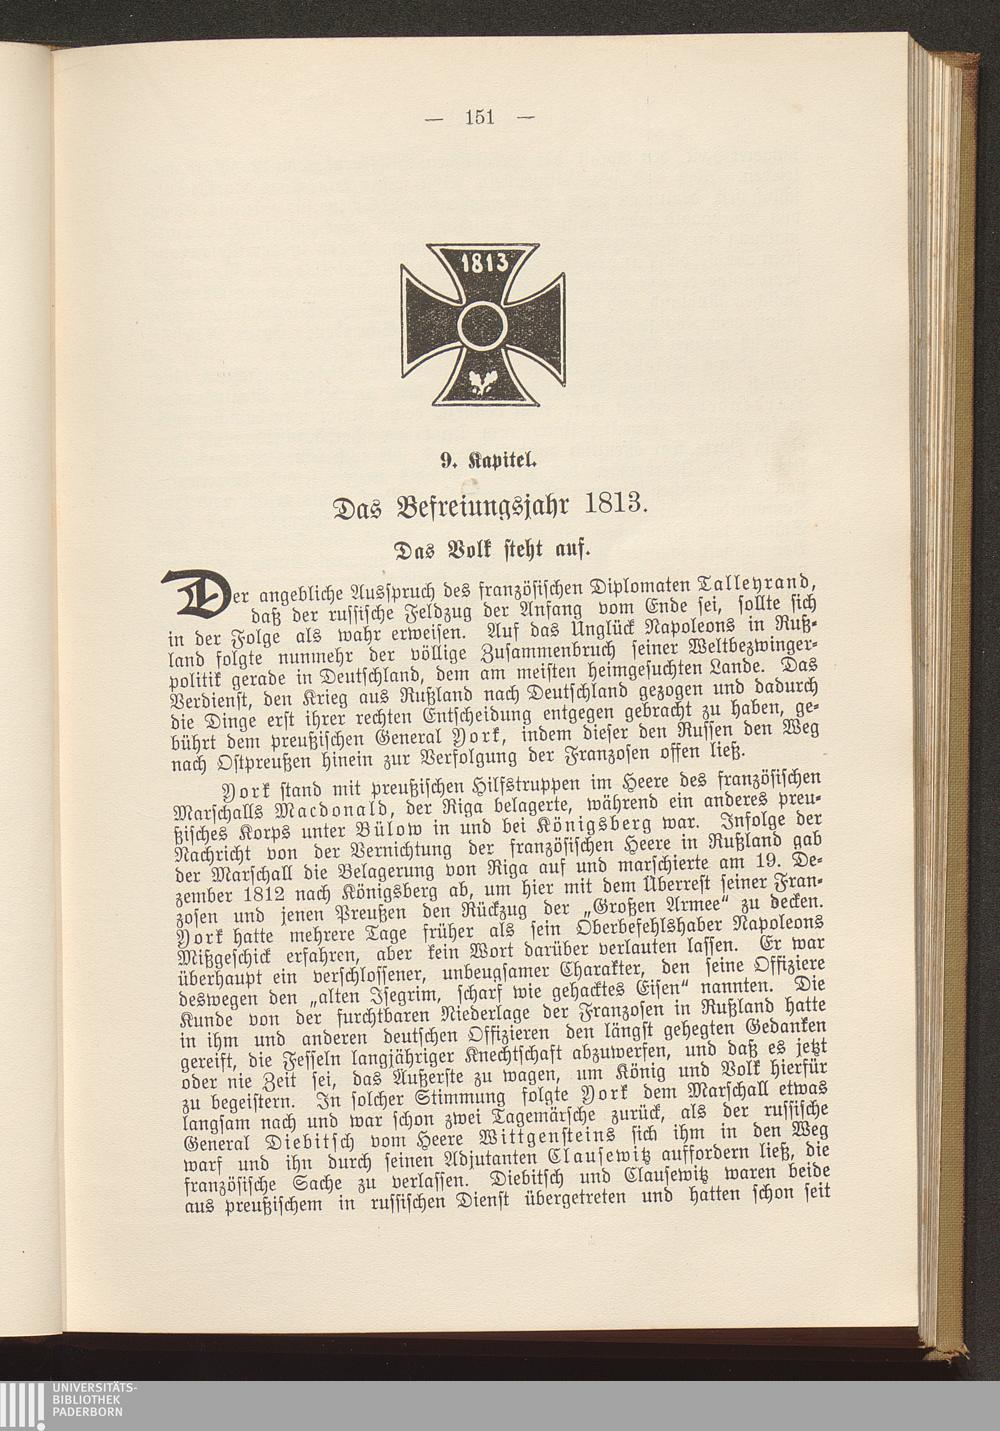 — 151 —
1813
9. Kapitel.
Das Befreiungsjahr 1813.
Das Volk steht auf.
Der angebliche Ausspruch des französischen Diplomaten Talleyrand,
daß der russische Feldzug der Anfang vom Ende sei, sollte sich
in der Folge als wahr erweisen. Auf das Unglück Napoleons in Ruß-
land folgte nunmehr der völlige Zusammenbruch seiner Weltbezwinger-
politik gerade in Deutschland, dem am meisten heimgesuchten Lande. Das
Verdienst, den Krieg aus Rußland nach Deutschland gezogen und dadurch
die Dinge erst ihrer rechten Entscheidung entgegen gebracht zu haben, ge-
bührt dem preußischen General York, indem dieser den Russen den Weg
nach Ostpreußen hinein zur Verfolgung der Franzosen offen ließ.
York stand mit preußischen Hilfstruppen im Heere des französischen
Marschalls Macdonald, der Riga belagerte, während ein anderes preu-
ßisches Korps unter Bülow in und bei Königsberg war. Infolge der
Nachricht von der Vernichtung der französischen Heere in Rußland gab
der Marschall die Belagerung von Riga auf und marschierte am 19. De-
zember 1812 nach Königsberg ab, um hier mit dem Überrest seiner Fran-
zosen und jenen Preußen den Rückzug der „Großen Armee“ zu decken.
York hatte mehrere Tage früher als sein Oberbefehlshaber Napoleons
Mißgeschick erfahren, aber kein Wort darüber verlauten lassen. Er war
überhaupt ein verschlossener, unbeugsamer Charakter, den seine Offiziere
deswegen den „alten Isegrim, scharf wie gehacktes Eisen“ nannten. Die
Kunde von der furchtbaren Niederlage der Franzosen in Rußland hatte
in ihm und anderen deutschen Offizieren den längst gehegten Gedanken
gereift, die Fesseln langjähriger Knechtschaft abzuwerfen, und daß es jetzt
oder nie Zeit sei, das Äußerste zu wagen, um König und Volk hierfür
zu begeistern. In solcher Stimmung folgte York dem Marschall etwas
langsam nach und war schon zwei Tagemärsche zurück, als der russische
General Diebitsch vom Heere Wittgensteins sich ihm in den Weg
warf und ihn durch seinen Adjutanten Clausewitz auffordern ließ, die
französische Sache zu verlassen. Diebitsch und Clausewitz waren beide
aus preußischem in russischen Dienst übergetreten und hatten schon seit
UNIVERSITÄTS-
BIBLIOTHEK
PADERBORN